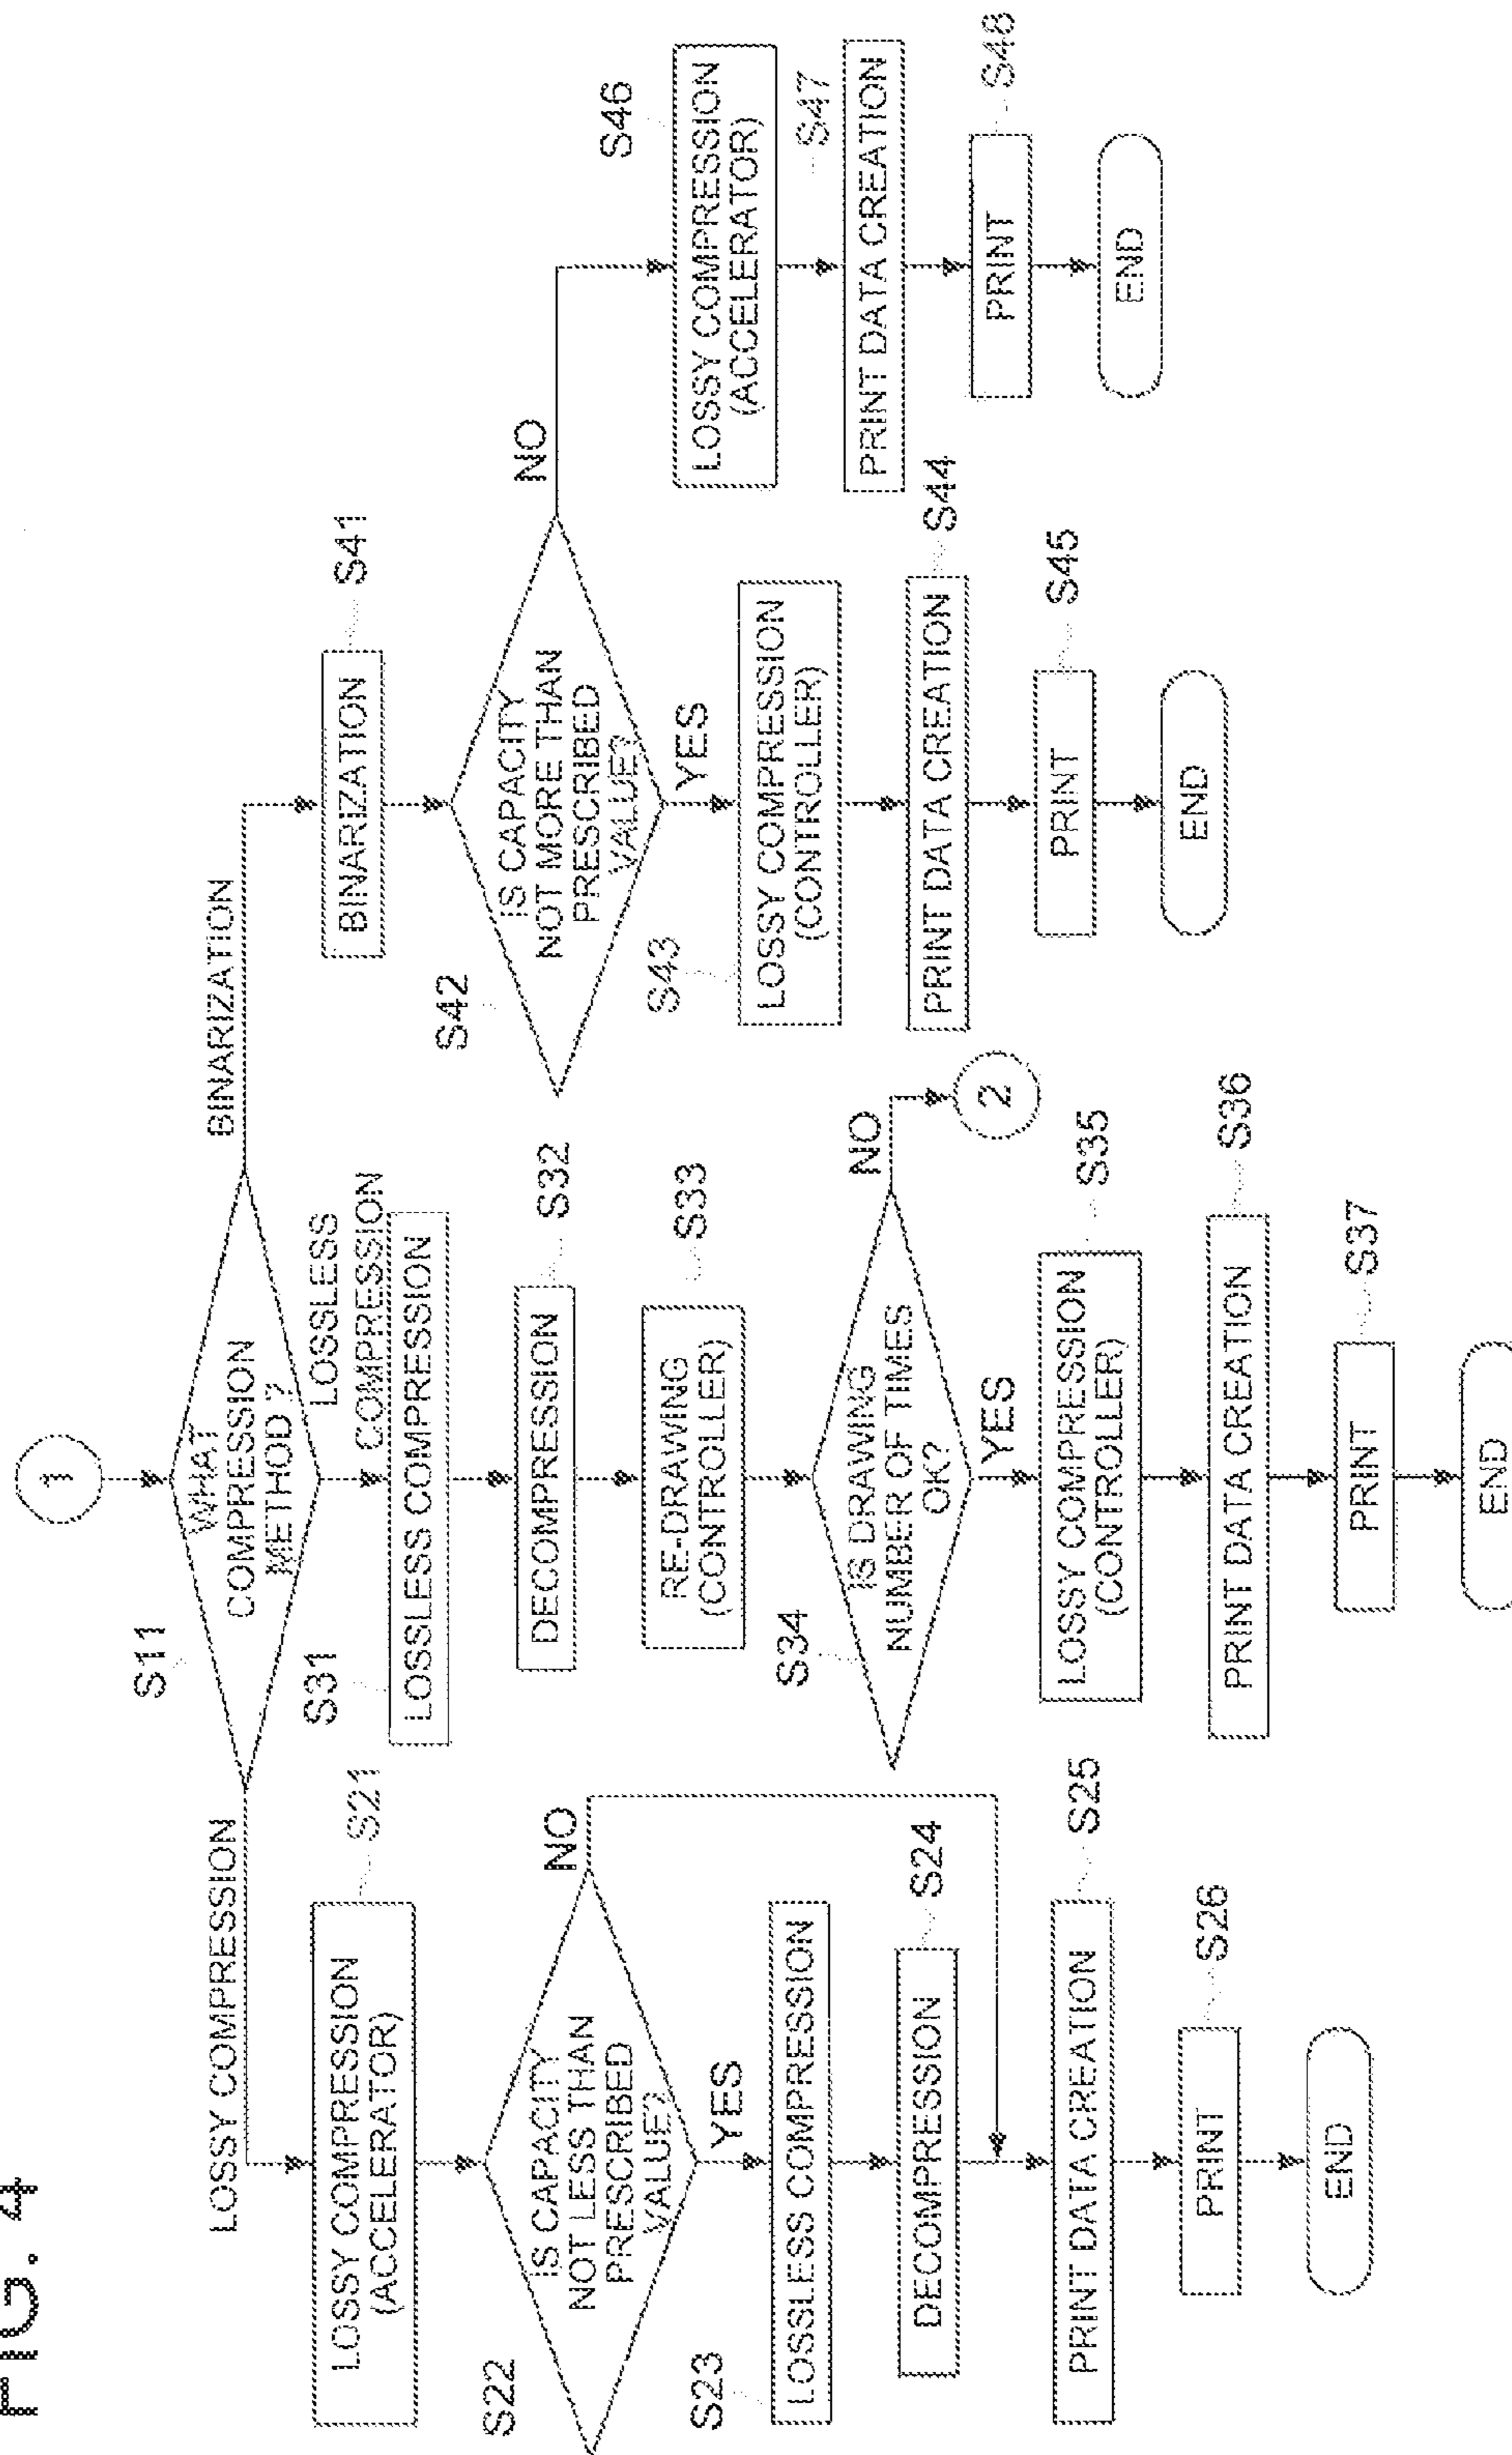 FIG. 4
1
S11
WHAT
COMPRESSION
METHOD ?
LOSSY COMPRESSION
LOSSY COMPRESSION
(ACCELERATOR)
S21
S22
IS CAPACITY
NOT LESS THAN
PRESCRIBED
VALUE?
NO
YES
S23
LOSSLESS COMPRESSION
DECOMPRESSION
S24
PRINT DATA CREATION
S25
PRINT
S26
END
LOSSLESS
COMPRESSION
S31
LOSSLESS COMPRESSION
DECOMPRESSION
S32
RE-DRAWING
(CONTROLLER)
S33
S34
IS DRAWING
NUMBER OF TIMES
OK?
NO
2
YES
LOSSY COMPRESSION
(CONTROLLER)
S35
PRINT DATA CREATION
S36
PRINT
S37
END
BINARIZATION
BINARIZATION
S41
S42
IS CAPACITY
NOT MORE THAN
PRESCRIBED
VALUE?
NO
YES
S43
LOSSY COMPRESSION
(CONTROLLER)
PRINT DATA CREATION
S44
PRINT
S45
END
S46
LOSSY COMPRESSION
(ACCELERATOR)
S47
PRINT DATA CREATION
PRINT
S48
END